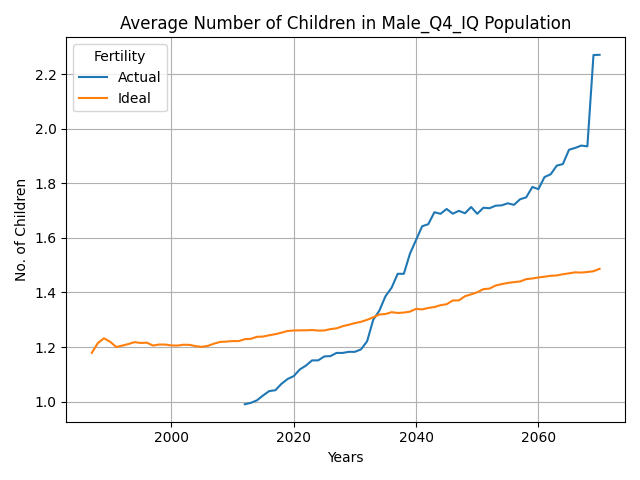 Average Number of Children in Male_Q4_IQ Population
Fertility
Actual
Ideal
2.2
2.0
1.8
1.6
1.4
1.2
1.0
No. of Children
2000 2020 2040 2060
Years